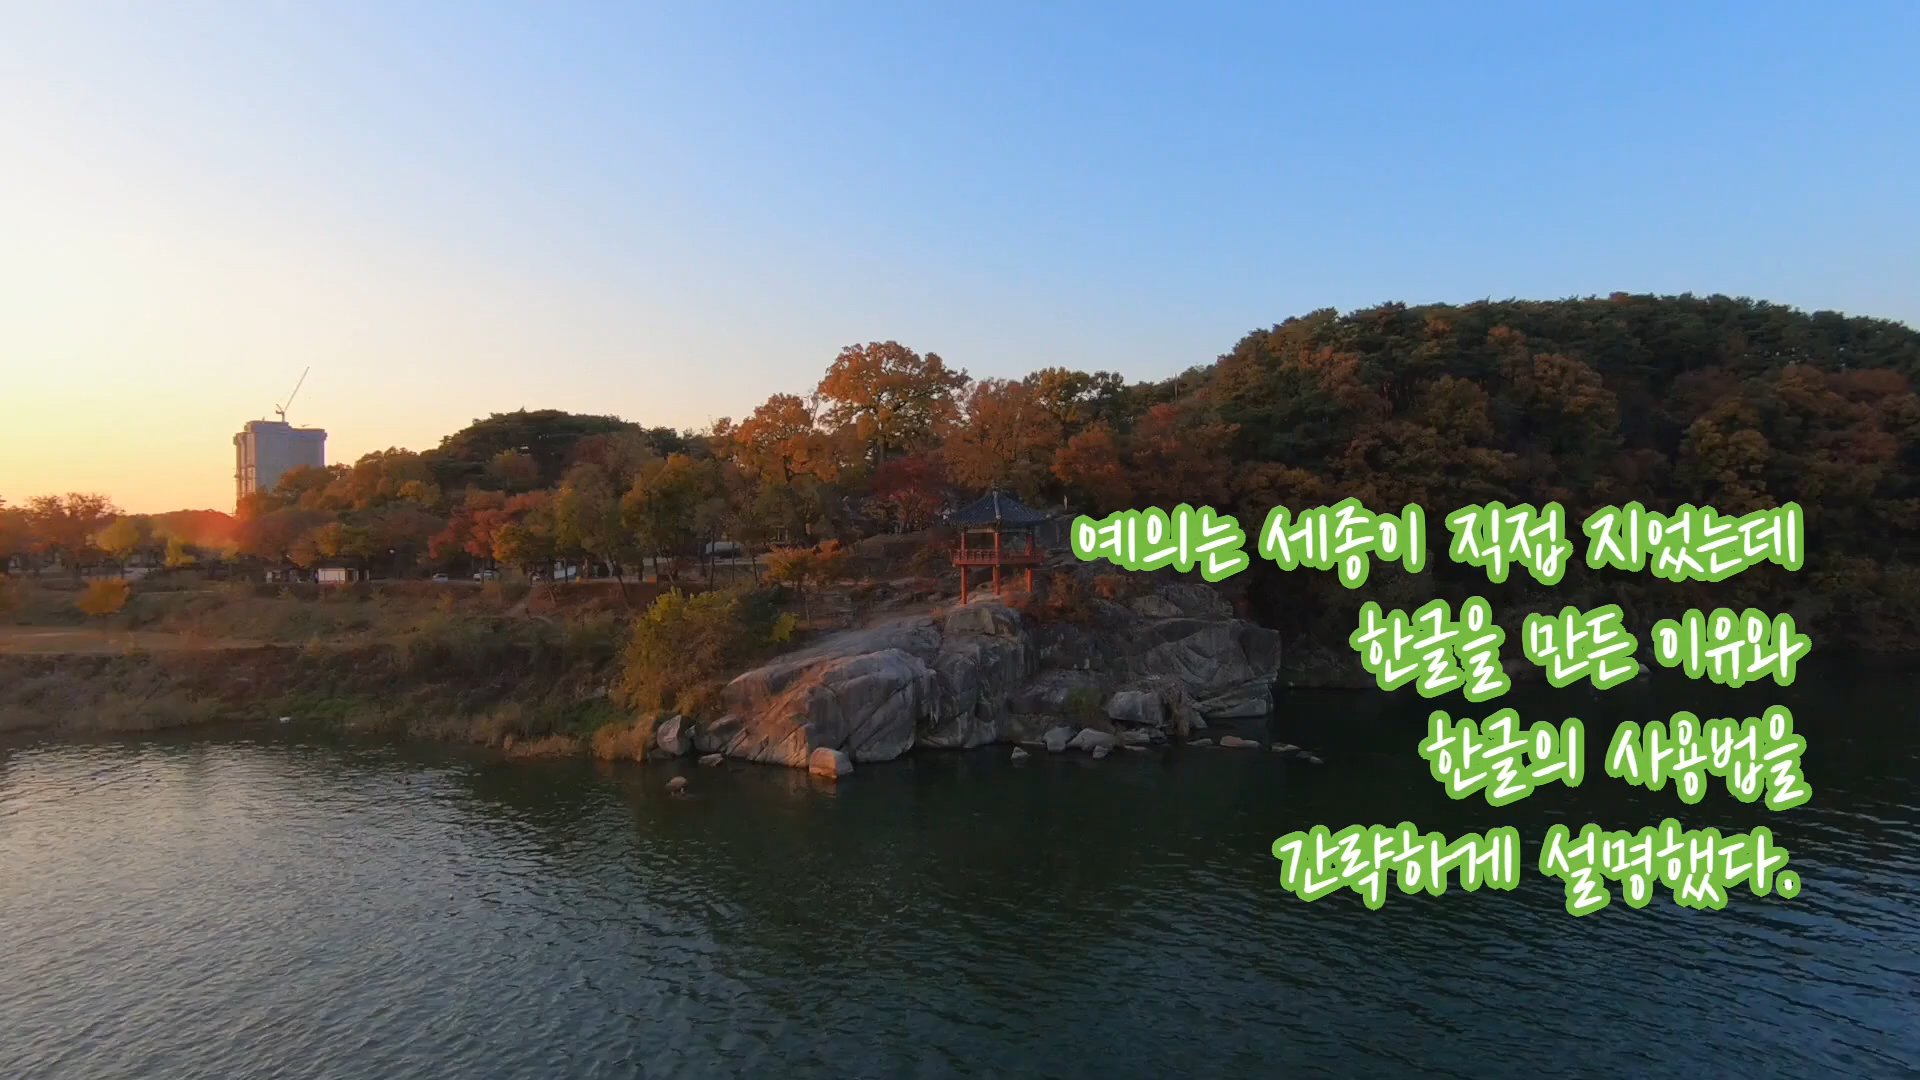 예의는 세종이 직접 지었는데
한글을 만든 이유와
한글의 사용법을
간략하게 설명했다.